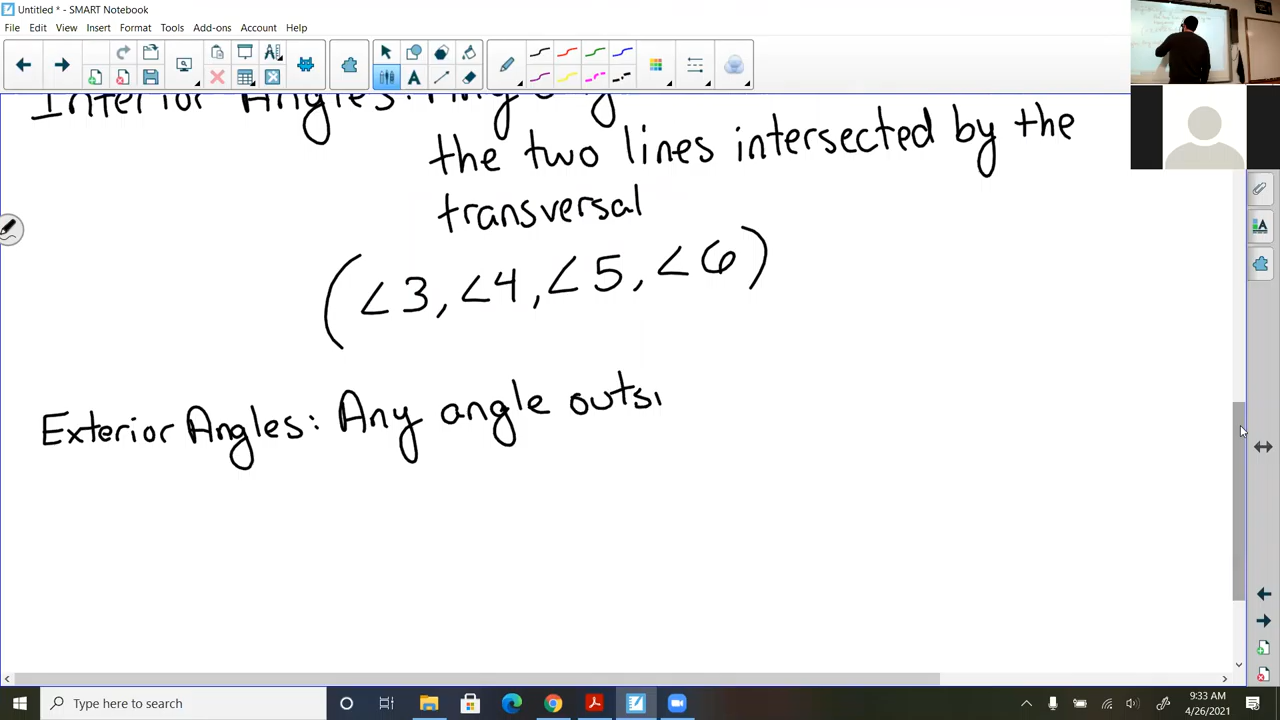 Untitled * - SMART Notebook
File Edit View Insert Format Tools Add-ons Account Help
Interior Angles:
the two lines intersected by the
transversal
(∠3, ∠4, ∠5, ∠6)
Exterior Angles: Any angle outsi
Type here to search
9:33 AM
4/26/2021